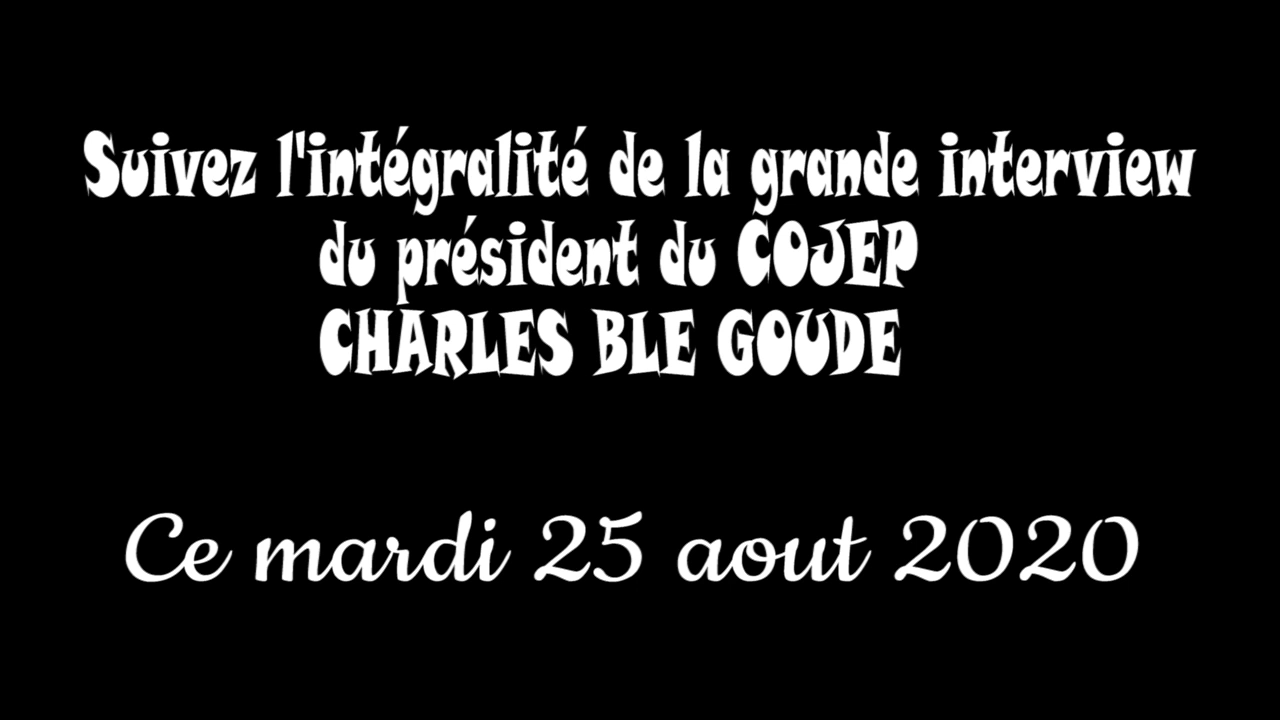 Suivez l'intégralité de la grande interview
du président du COJEP
CHARLES BLE GOUDE
Ce mardi 25 aout 2020